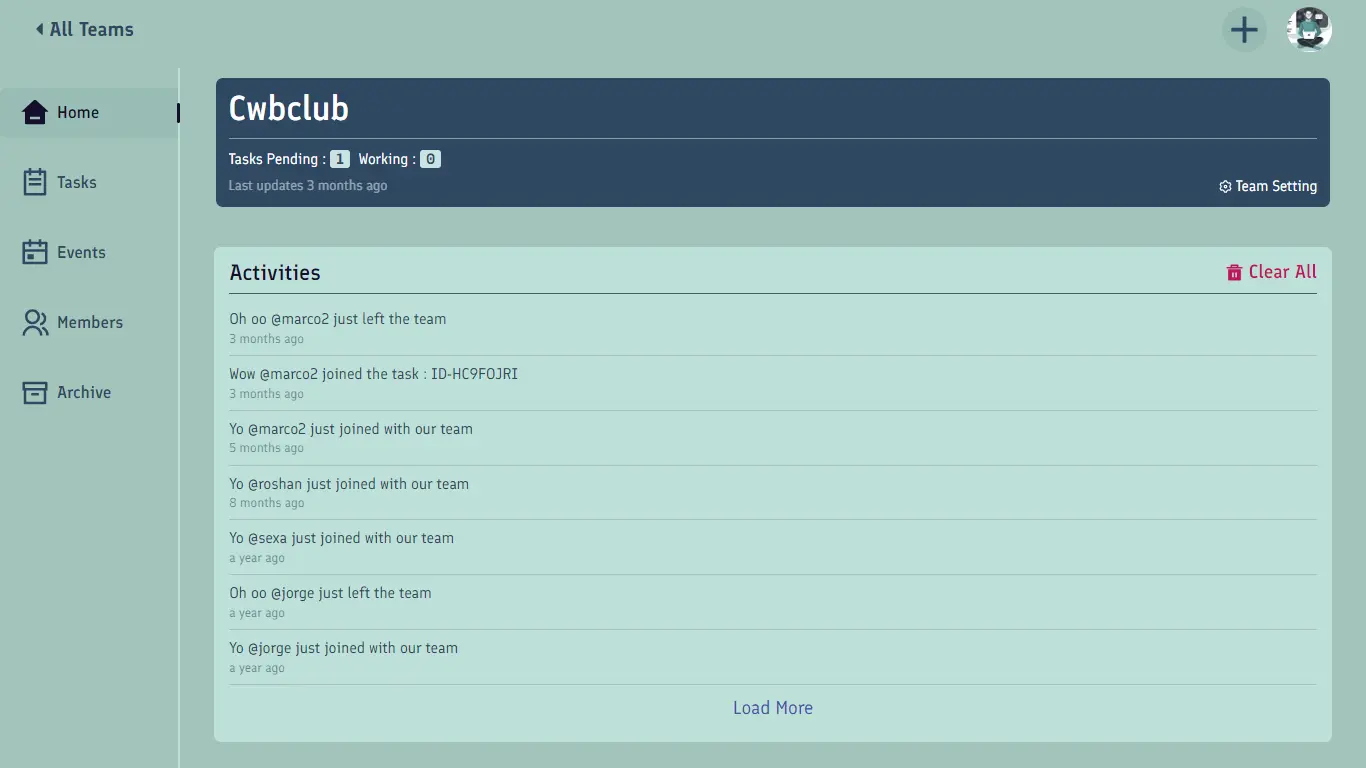 All Teams
Home
Tasks
Events
Members
Archive
Cwbclub
Tasks Pending : 1 Working : 0
Last updates 3 months ago
Team Setting
Activities
Clear All
Oh oo @marco2 just left the team
3 months ago
Wow @marco2 joined the task : ID-HC9FOJRI
3 months ago
Yo @marco2 just joined with our team
5 months ago
Yo @roshan just joined with our team
8 months ago
Yo @sexa just joined with our team
a year ago
Oh oo @jorge just left the team
a year ago
Yo @jorge just joined with our team
a year ago
Load More